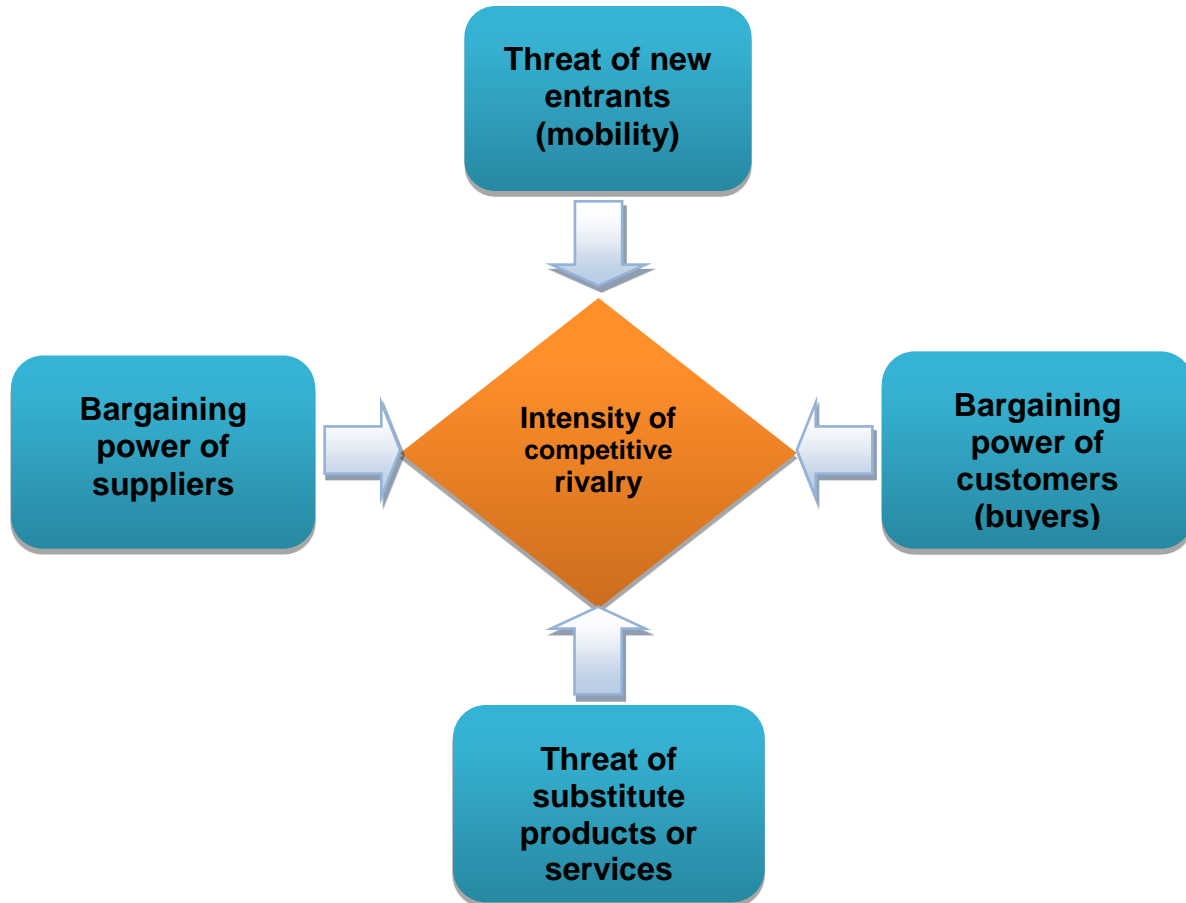 Threat of new
entrants
(mobility)
Bargaining
power of
suppliers
Intensity of
competitive
rivalry
Bargaining
power of
customers
(buyers)
Threat of
substitute
products or
services